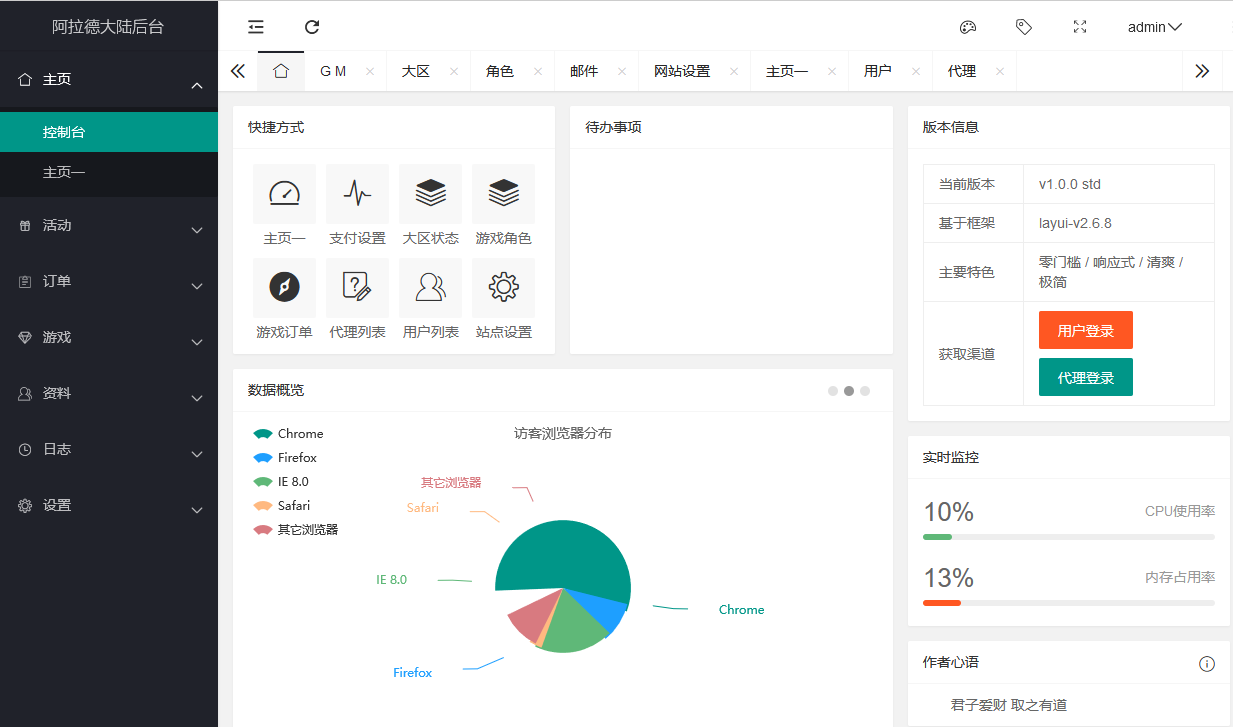 阿拉德大陆后台
主页
控制台
主页一
活动
订单
游戏
资料
日志
设置
admin
G M
大区
角色
邮件
网站设置
主页一
用户
代理
快捷方式
主页一
支付设置
大区状态
游戏角色
游戏订单
代理列表
用户列表
站点设置
待办事项
数据概览
Chrome
Firefox
IE 8.0
Safari
其它浏览器
访客浏览器分布
其它浏览器
Safari
IE 8.0
Chrome
Firefox
版本信息
当前版本
v1.0.0 std
基于框架
layui-v2.6.8
主要特色
零门槛 / 响应式 / 清爽 /
极简
获取渠道
用户登录
代理登录
实时监控
10%
CPU使用率
13%
内存占用率
作者心语
君子爱财 取之有道